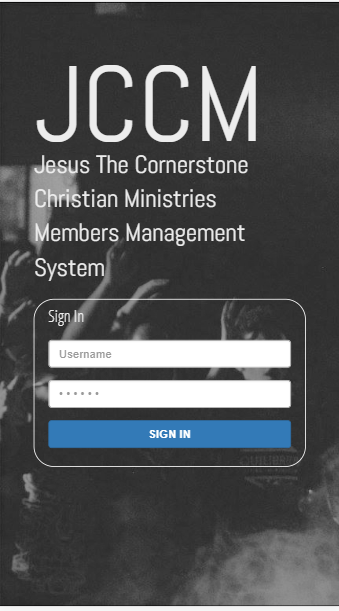 JCCM
Jesus The Cornerstone
Christian Ministries
Members Management
System
Sign In
Username
••••••
SIGN IN